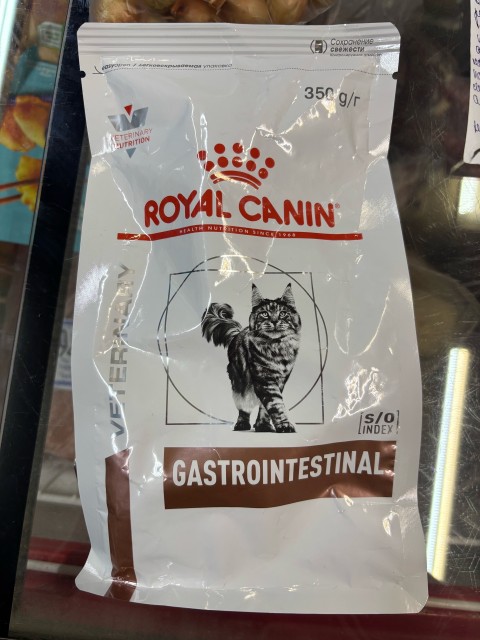 Сохранение
свежести
350 g/г
VETERINARY
NUTRITION
ROYAL CANIN
HEALTH NUTRITION SINCE 1968
VETERINARY
S/O
INDEX
GASTROINTESTINAL